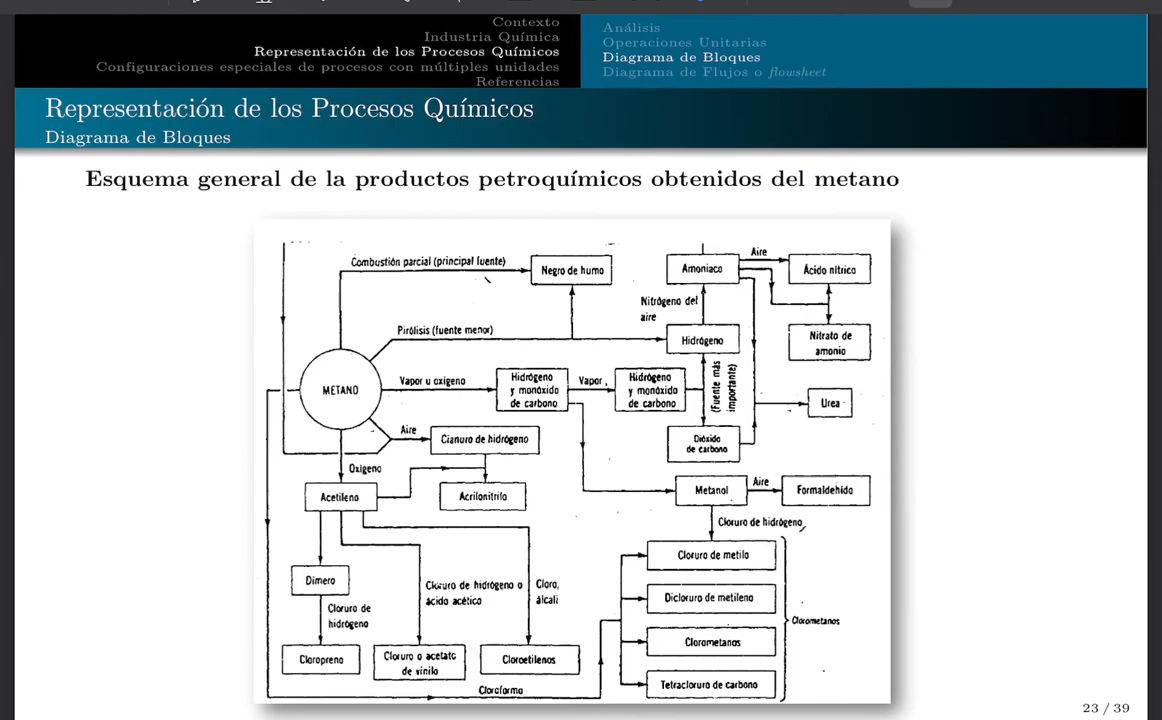 Contexto
Industria Química
Representación de los Procesos Químicos
Configuraciones especiales de procesos con múltiples unidades
Referencias
Análisis
Operaciones Unitarias
Diagrama de Bloques
Diagrama de Flujos o flowsheet
Representación de los Procesos Químicos
Diagrama de Bloques
Esquema general de la productos petroquímicos obtenidos del metano
Combustión parcial (principal fuente)
Negro de humo
Amoniaco
Aire
Ácido nítrico
Nitrógeno del
aire
Pirólisis (fuente menor)
Hidrógeno
Nitrato de
amonio
METANO
Vapor u oxigeno
Hidrógeno
y monóxido
de carbono
Vapor
Hidrógeno
y monóxido
de carbono
(Fuente más
importante)
Urea
Aire
Cianuro de hidrógeno
Dióxido
de carbono
Oxigeno
Acetileno
Acrilonitrilo
Metanol
Aire
Formaldehido
Cloruro de hidrógeno
Cloruro de metilo
Dimero
Cloruro de hidrógeno o
ácido acético
Cloro,
álcali
Dicloruro de metileno
Cloruro de
hidrógeno
Clorometanos
Clorometanos
Cloropreno
Cloruro o acetato
de vinilo
Cloroetilenos
Tetracloruro de carbono
Cloroformo
23 / 39